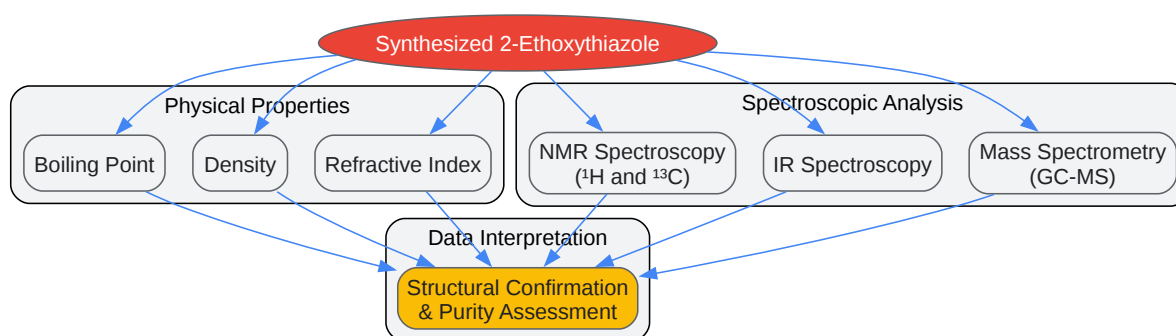 Synthesized 2-Ethoxythiazole
Physical Properties
Spectroscopic Analysis
Boiling Point
Density
Refractive Index
NMR Spectroscopy
(¹H and ¹³C)
IR Spectroscopy
Mass Spectrometry
(GC-MS)
Data Interpretation
Structural Confirmation
& Purity Assessment